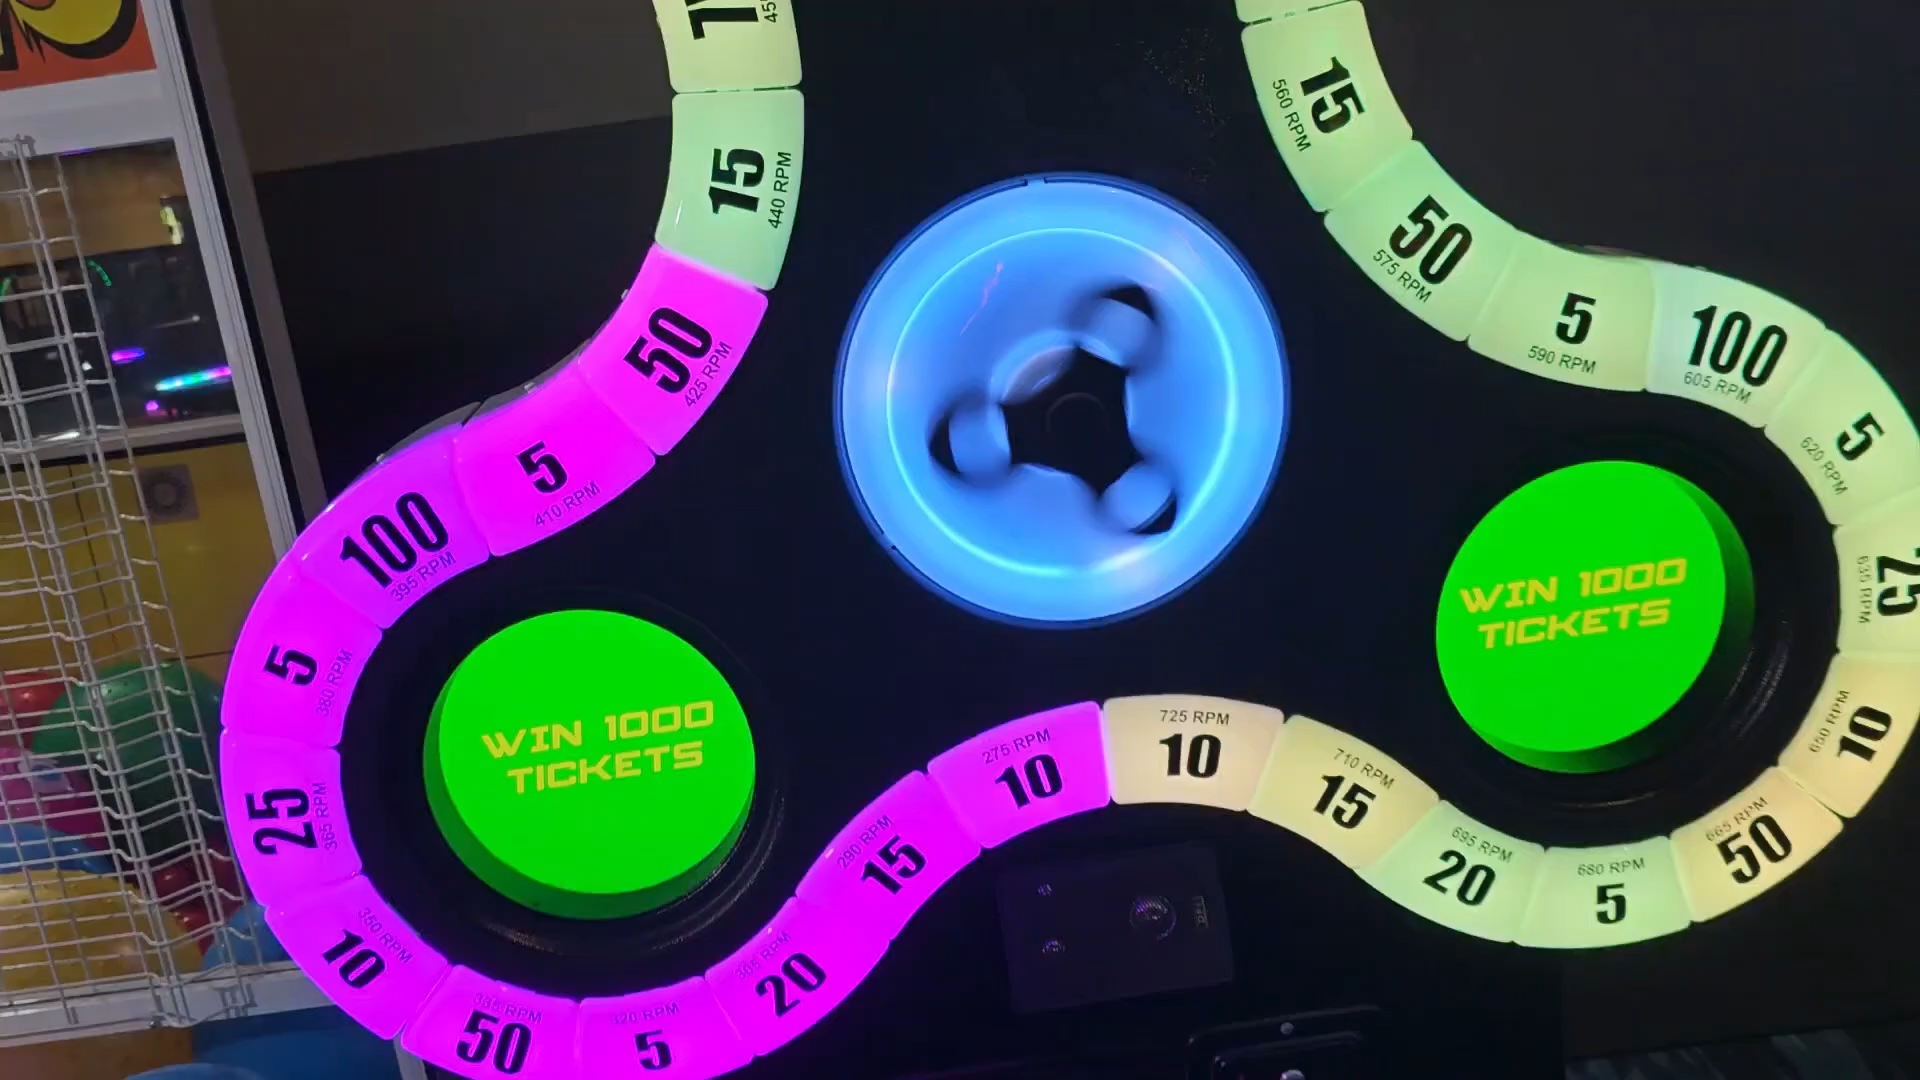 15
440 RPM
50
425 RPM
5
410 RPM
100
395 RPM
5
380 RPM
25
365 RPM
10
350 RPM
50
335 RPM
5
320 RPM
20
305 RPM
15
290 RPM
10
275 RPM
15
560 RPM
50
575 RPM
5
590 RPM
100
605 RPM
5
620 RPM
25
635 RPM
10
650 RPM
50
665 RPM
5
680 RPM
20
695 RPM
15
710 RPM
10
725 RPM
WIN 1000
TICKETS
WIN 1000
TICKETS